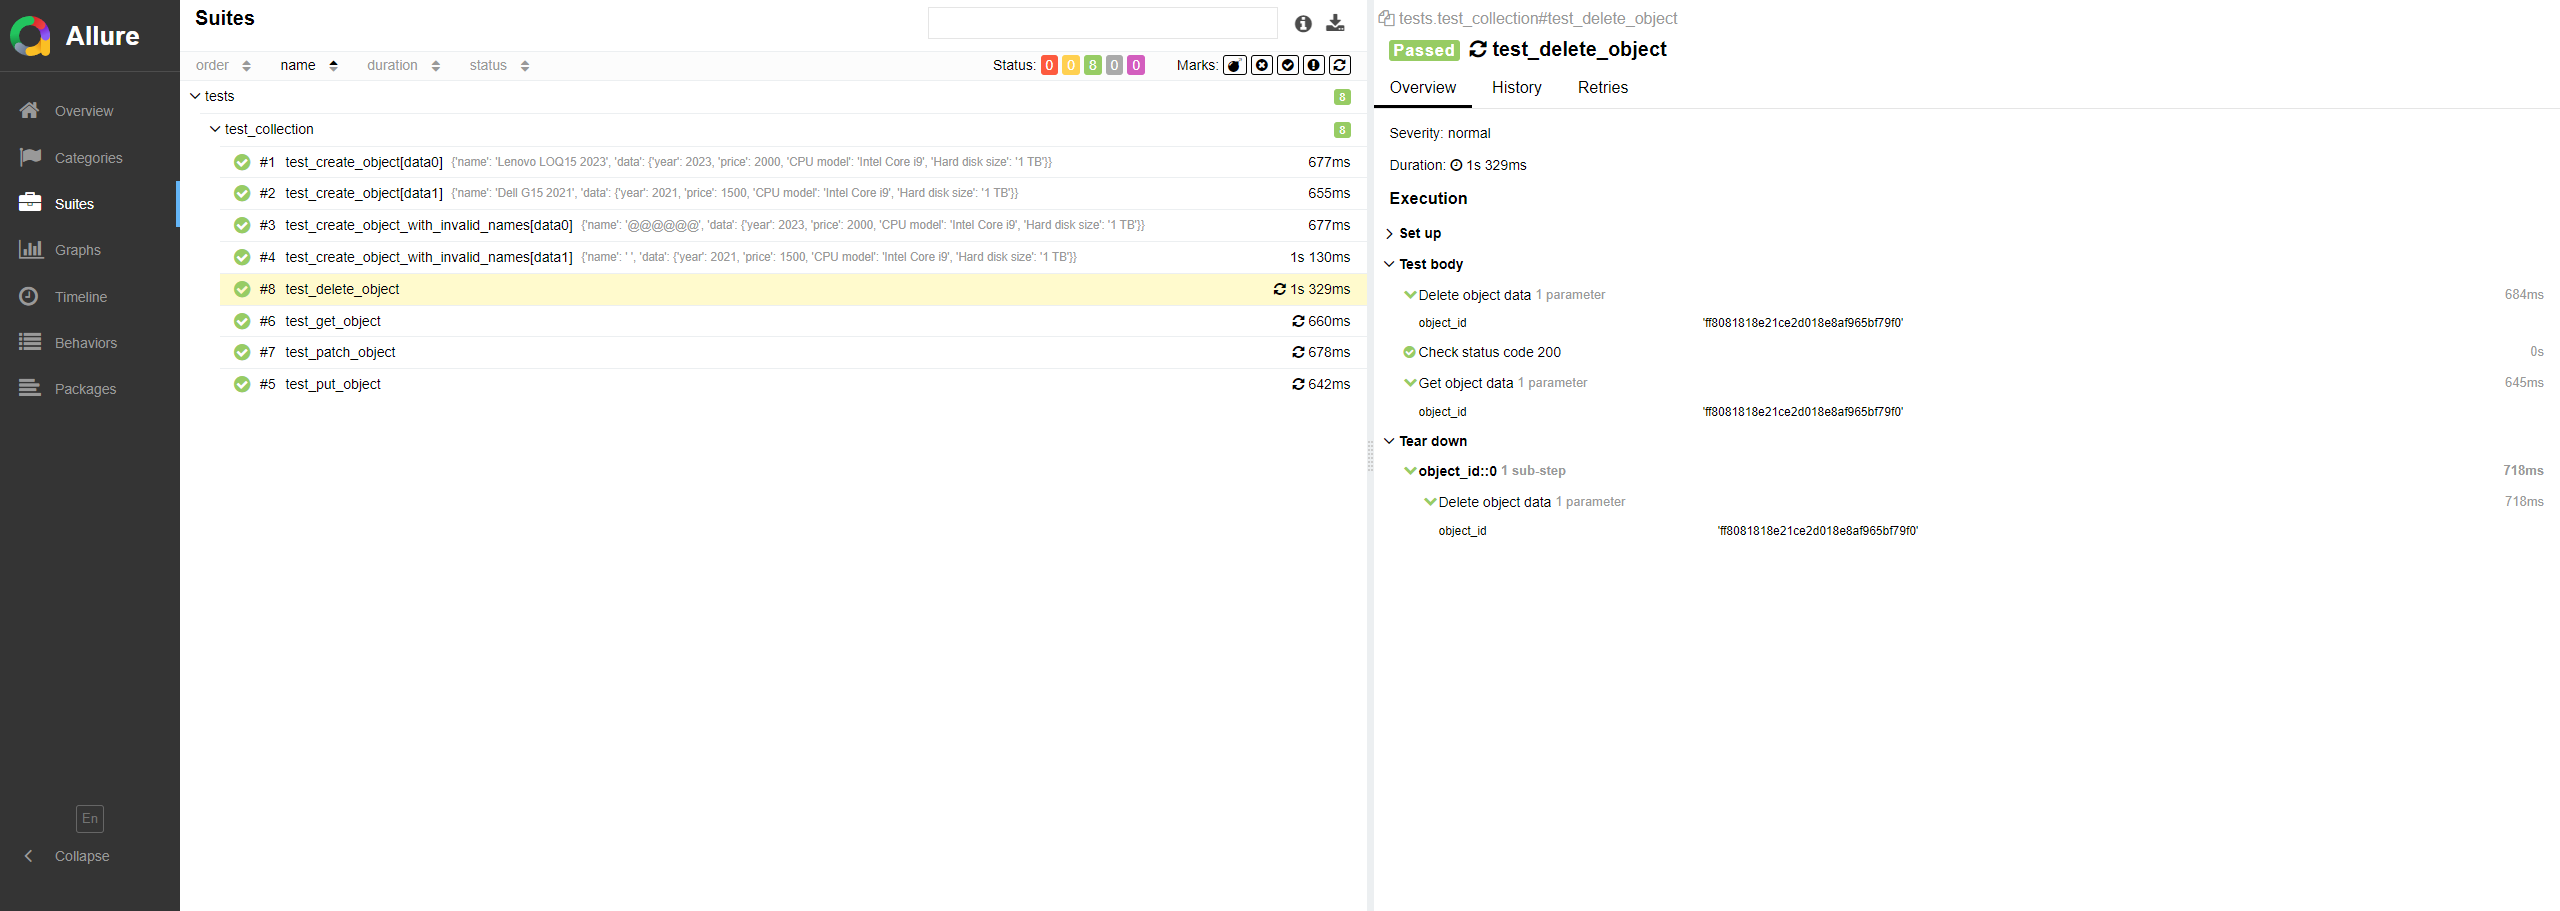 Allure
Overview
Categories
Suites
Graphs
Timeline
Behaviors
Packages
En
Collapse
Suites
order name duration status Status: 0 0 8 0 0 Marks:
tests 8
test_collection 8
#1 test_create_object[data0] {'name': 'Lenovo LOQ15 2023', 'data': {'year': 2023, 'price': 2000, 'CPU model': 'Intel Core i9', 'Hard disk size': '1 TB'}} 677ms
#2 test_create_object[data1] {'name': 'Dell G15 2021', 'data': {'year': 2021, 'price': 1500, 'CPU model': 'Intel Core i9', 'Hard disk size': '1 TB'}} 655ms
#3 test_create_object_with_invalid_names[data0] {'name': '@@@@@@', 'data': {'year': 2023, 'price': 2000, 'CPU model': 'Intel Core i9', 'Hard disk size': '1 TB'}} 677ms
#4 test_create_object_with_invalid_names[data1] {'name': ' ', 'data': {'year': 2021, 'price': 1500, 'CPU model': 'Intel Core i9', 'Hard disk size': '1 TB'}} 1s 130ms
#8 test_delete_object 1s 329ms
#6 test_get_object 660ms
#7 test_patch_object 678ms
#5 test_put_object 642ms
tests.test_collection#test_delete_object
Passed test_delete_object
Overview History Retries
Severity: normal
Duration: 1s 329ms
Execution
Set up
Test body
Delete object data 1 parameter 684ms
object_id 'ff8081818e21ce2d018e8af965bf79f0'
Check status code 200 0s
Get object data 1 parameter 645ms
object_id 'ff8081818e21ce2d018e8af965bf79f0'
Tear down
object_id::0 1 sub-step 718ms
Delete object data 1 parameter 718ms
object_id 'ff8081818e21ce2d018e8af965bf79f0'